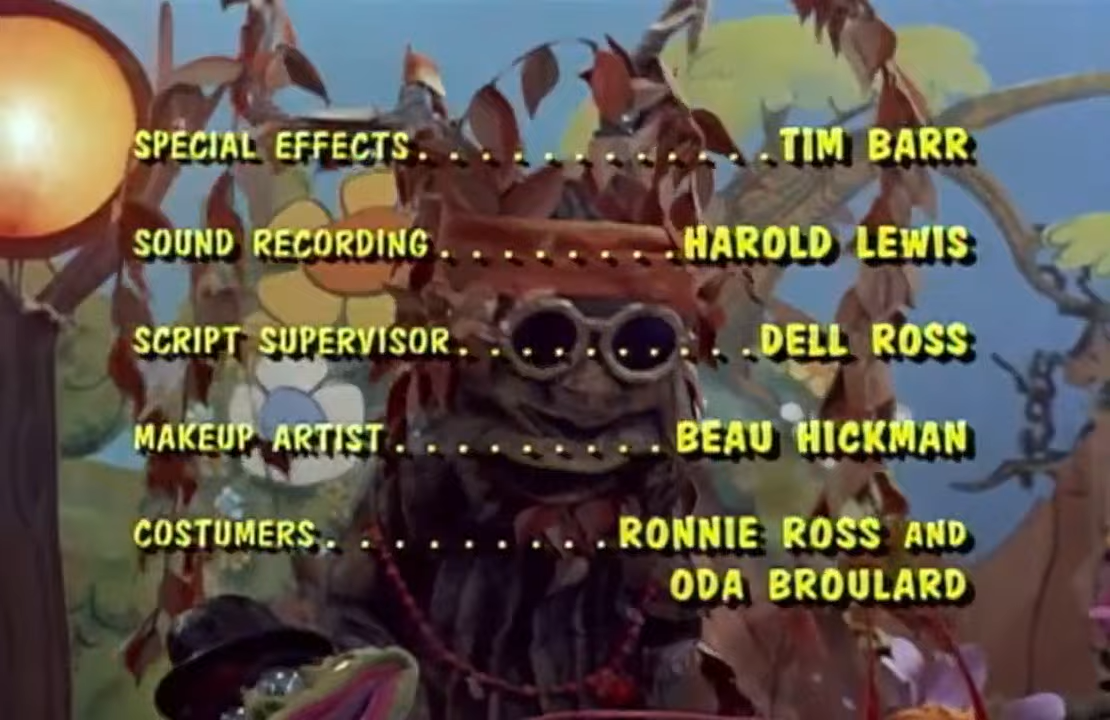 SPECIAL EFFECTS.............TIM BARR
SOUND RECORDING.........HAROLD LEWIS
SCRIPT SUPERVISOR..........DELL ROSS
MAKEUP ARTIST..........BEAU HICKMAN
COSTUMERS..........RONNIE ROSS AND
ODA BROULARD